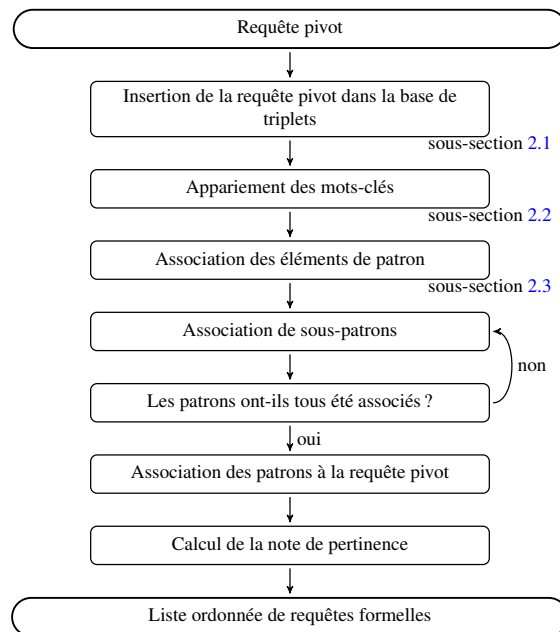 Requête pivot
Insertion de la requête pivot dans la base de
triplets
sous-section 2.1
Appariement des mots-clés
sous-section 2.2
Association des éléments de patron
sous-section 2.3
Association de sous-patrons
non
Les patrons ont-ils tous été associés ?
oui
Association des patrons à la requête pivot
Calcul de la note de pertinence
Liste ordonnée de requêtes formelles